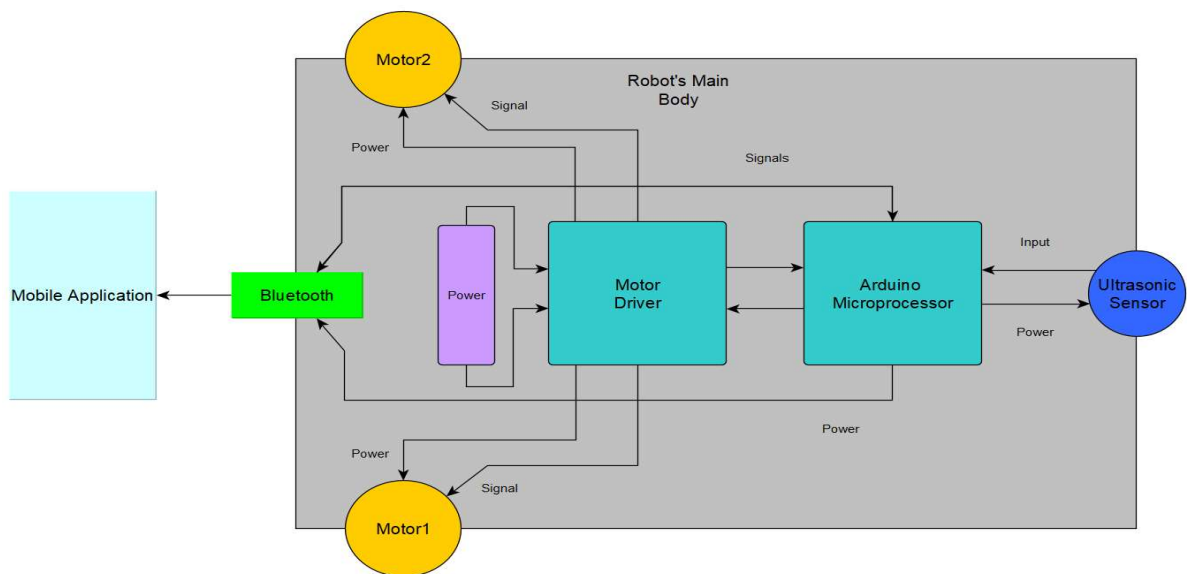 Motor2
Robot's Main
Body
Signal
Power
Signals
Mobile Application
Bluetooth
Power
Motor
Driver
Arduino
Microprocessor
Input
Ultrasonic
Sensor
Power
Power
Power
Signal
Motor1